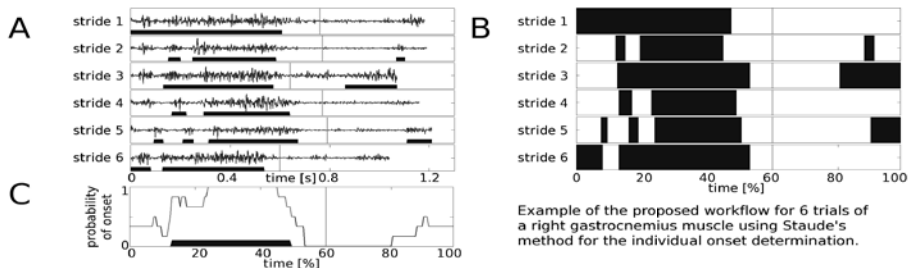 A
stride 1
stride 2
stride 3
stride 4
stride 5
stride 6
0 0.4 0.8 1.2
time [s]
B
stride 1
stride 2
stride 3
stride 4
stride 5
stride 6
0 20 40 60 80 100
time [%]
C
probability
of onset
1
0
0 20 40 60 80 100
time [%]
Example of the proposed workflow for 6 trials of
a right gastrocnemius muscle using Staude's
method for the individual onset determination.